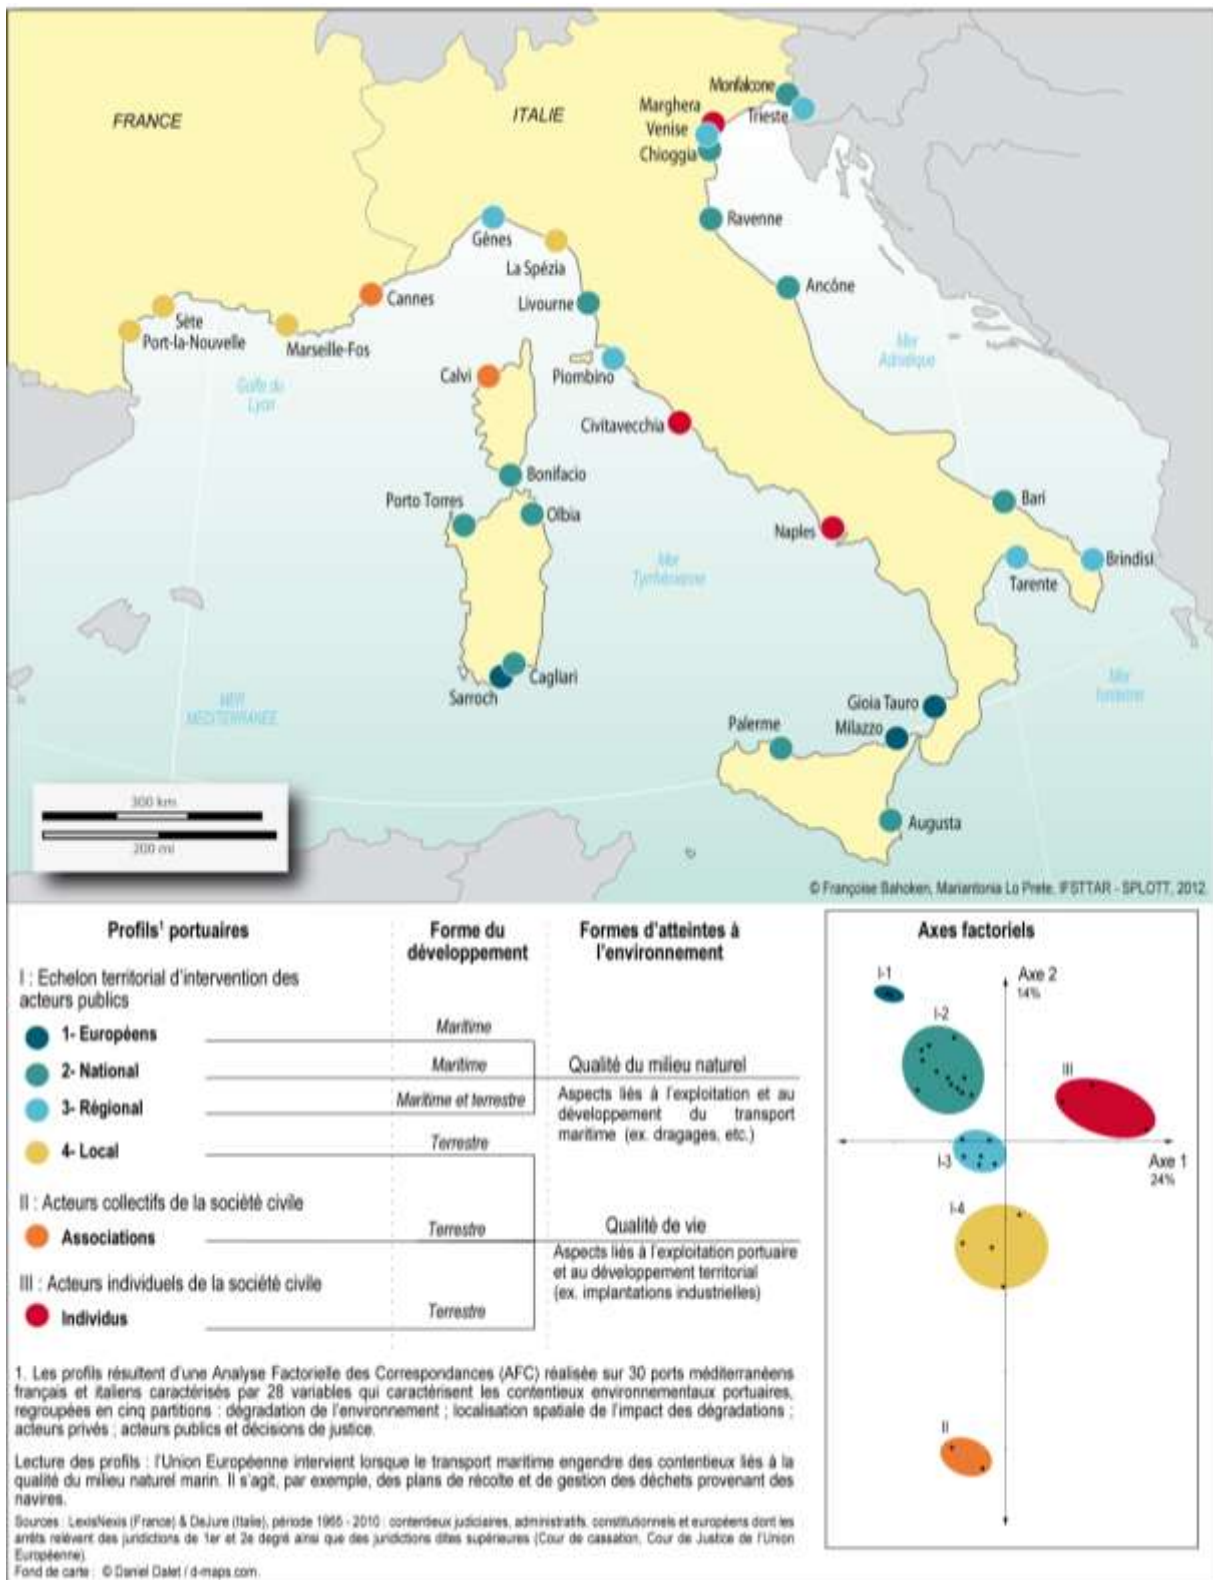 FRANCE
ITALIE
Monfalcone
Marghera
Trieste
Venise
Chioggia
Ravenne
Gênes
La Spézia
Cannes
Livourne
Ancône
Sète
Port-la-Nouvelle
Marseille-Fos
Mer
Adriatique
Calvi
Piombino
Golfe du
Lyon
Civitavecchia
Bonifacio
Porto Torres
Olbia
Bari
Naples
Mer
Tyrrhénienne
Brindisi
Tarente
Cagliari
Sarroch
Mer
Ionienne
MER
MÉDITERRANÉE
Gioia Tauro
Milazzo
Palerme
300 km
200 mi
Augusta
© Françoise Bahoken, Mariantonia Lo Prete, IFSTTAR - SPLOTT, 2012.
Profils¹ portuaires
Forme du
développement
Formes d'atteintes à
l'environnement
I : Echelon territorial d'intervention des
acteurs publics
1- Européens
Maritime
2- National
Maritime
Qualité du milieu naturel
3- Régional
Maritime et terrestre
Aspects liés à l'exploitation et au
développement du transport
maritime (ex. dragages, etc.)
4- Local
Terrestre
II : Acteurs collectifs de la société civile
Associations
Terrestre
Qualité de vie
Aspects liés à l'exploitation portuaire
et au développement territorial
(ex. implantations industrielles)
III : Acteurs individuels de la société civile
Individus
Terrestre
Axes factoriels
I-1
Axe 2
14%
I-2
III
I-3
Axe 1
24%
I-4
II
1. Les profils résultent d'une Analyse Factorielle des Correspondances (AFC) réalisée sur 30 ports méditerranéens
français et italiens caractérisés par 28 variables qui caractérisent les contentieux environnementaux portuaires,
regroupées en cinq partitions : dégradation de l'environnement ; localisation spatiale de l'impact des dégradations ;
acteurs privés ; acteurs publics et décisions de justice.
Lecture des profils : l'Union Européenne intervient lorsque le transport maritime engendre des contentieux liés à la
qualité du milieu naturel marin. Il s'agit, par exemple, des plans de récolte et de gestion des déchets provenant des
navires.
Sources : LexisNexis (France) & DeJure (Italie), période 1965 - 2010 : contentieux judiciaires, administratifs, constitutionnels et européens dont les
arrêts relèvent des juridictions de 1er et 2e degré ainsi que des juridictions dites supérieures (Cour de cassation, Cour de Justice de l'Union
Européenne).
Fond de carte : © Daniel Dalet / d-maps.com.